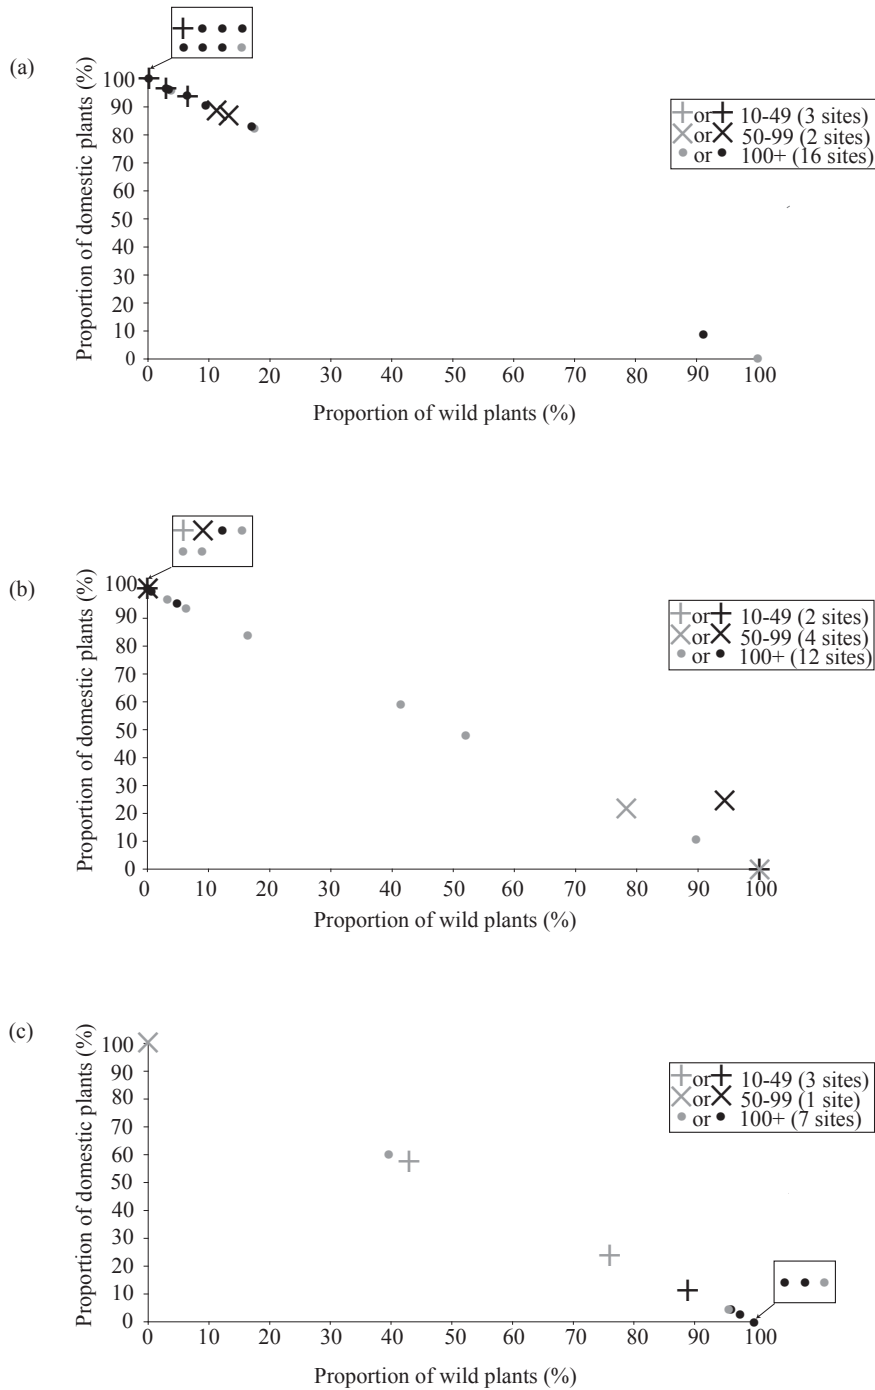 (a)
Proportion of domestic plants (%)
100
90
80
70
60
50
40
30
20
10
0
0 10 20 30 40 50 60 70 80 90 100
Proportion of wild plants (%)
or 10-49 (3 sites)
or 50-99 (2 sites)
or 100+ (16 sites)
(b)
Proportion of domestic plants (%)
100
90
80
70
60
50
40
30
20
10
0
0 10 20 30 40 50 60 70 80 90 100
Proportion of wild plants (%)
or 10-49 (2 sites)
or 50-99 (4 sites)
or 100+ (12 sites)
(c)
Proportion of domestic plants (%)
100
90
80
70
60
50
40
30
20
10
0
0 10 20 30 40 50 60 70 80 90 100
Proportion of wild plants (%)
or 10-49 (3 sites)
or 50-99 (1 site)
or 100+ (7 sites)